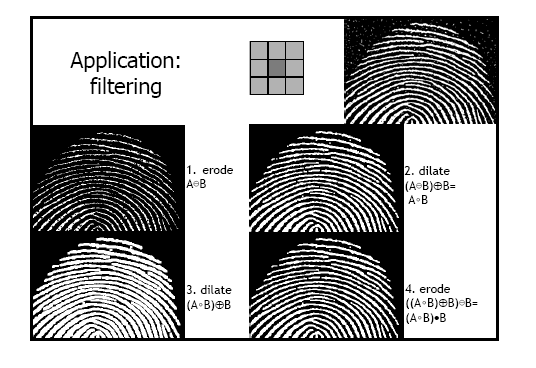 Application:
filtering
1. erode
A⊖B
2. dilate
(A⊖B)⊕B=
A∘B
3. dilate
(A∘B)⊕B
4. erode
((A∘B)⊕B)⊖B=
(A∘B)•B